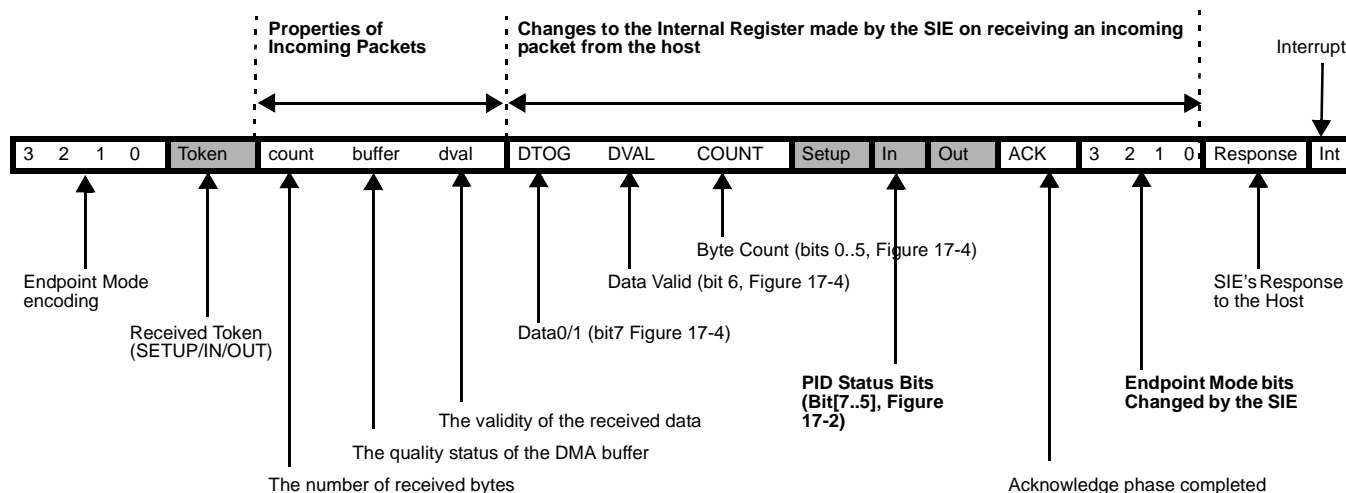 Properties of
Incoming Packets
Changes to the Internal Register made by the SIE on receiving an incoming
packet from the host
Interrupt
3 2 1 0 Token count buffer dval DTOG DVAL COUNT Setup In Out ACK 3 2 1 0 Response Int
Byte Count (bits 0..5, Figure 17-4)
Endpoint Mode
encoding
Data Valid (bit 6, Figure 17-4)
SIE's Response
to the Host
Received Token
(SETUP/IN/OUT)
Data0/1 (bit7 Figure 17-4)
PID Status Bits
(Bit[7..5], Figure
17-2)
Endpoint Mode bits
Changed by the SIE
The validity of the received data
The quality status of the DMA buffer
The number of received bytes
Acknowledge phase completed